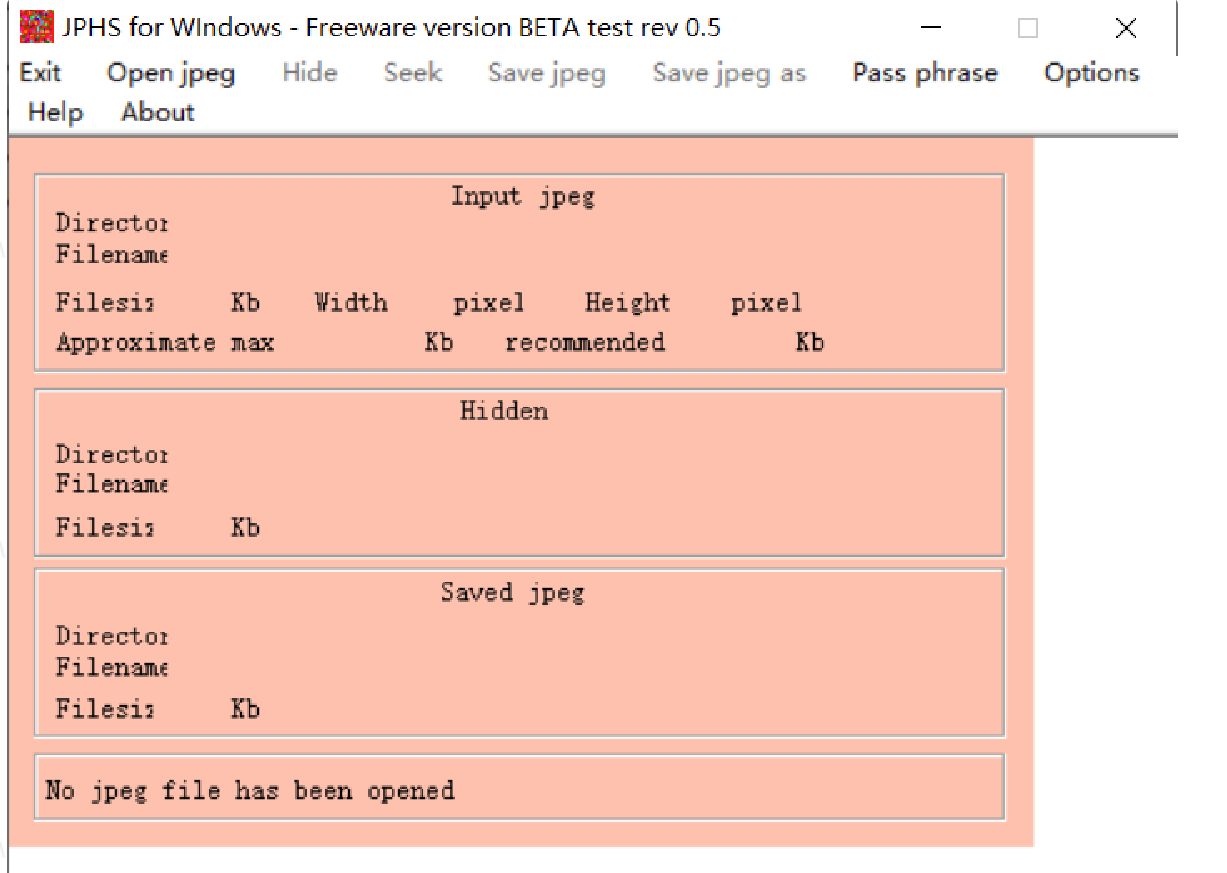 JPHS for WIndows - Freeware version BETA test rev 0.5
Exit Open jpeg Hide Seek Save jpeg Save jpeg as Pass phrase Options
Help About
Input jpeg
Director
Filename
Filesiz Kb Width pixel Height pixel
Approximate max Kb recommended Kb
Hidden
Director
Filename
Filesiz Kb
Saved jpeg
Director
Filename
Filesiz Kb
No jpeg file has been opened